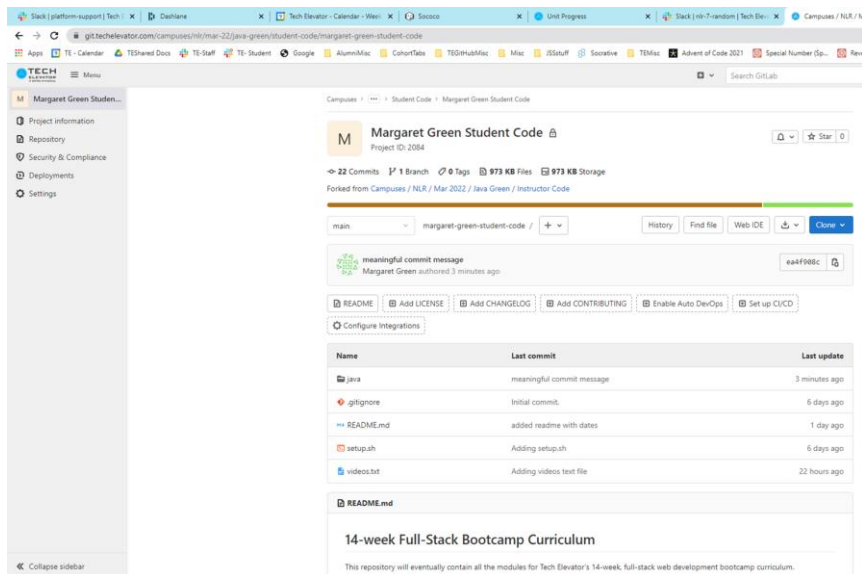 Slack | platform-support | Tech
Dashlane
Tech Elevator - Calendar - Week
Sococo
Unit Progress
Slack | nlr-7-random | Tech Elev
Campuses / NLR / M
git.techelevator.com/campuses/nlr/mar-22/java-green/student-code/margaret-green-student-code
Apps TE - Calendar TEShared Docs TE-Staff TE-Student Google AlumniMisc CohortTabs TEGitHubMisc Misc JSStuff Socrative TEMisc Advent of Code 2021 Special Number (Sp... Rev
TECH ELEVATOR Menu Search GitLab
M Margaret Green Studen...
Project information
Repository
Security & Compliance
Deployments
Settings
Collapse sidebar
Campuses > ... > Student Code > Margaret Green Student Code
M
Margaret Green Student Code
Project ID: 2084
Star 0
22 Commits 1 Branch 0 Tags 973 KB Files 973 KB Storage
Forked from Campuses / NLR / Mar 2022 / Java Green / Instructor Code
main margaret-green-student-code / + History Find file Web IDE Clone
meaningful commit message
Margaret Green authored 3 minutes ago
ea4f908c
README Add LICENSE Add CHANGELOG Add CONTRIBUTING Enable Auto DevOps Set up CI/CD
Configure Integrations
Name Last commit Last update
java meaningful commit message 3 minutes ago
.gitignore Initial commit. 6 days ago
README.md added readme with dates 1 day ago
setup.sh Adding setup.sh 6 days ago
videos.txt Adding videos text file 22 hours ago
README.md
14-week Full-Stack Bootcamp Curriculum
This repository will eventually contain all the modules for Tech Elevator's 14-week, full-stack web development bootcamp curriculum.